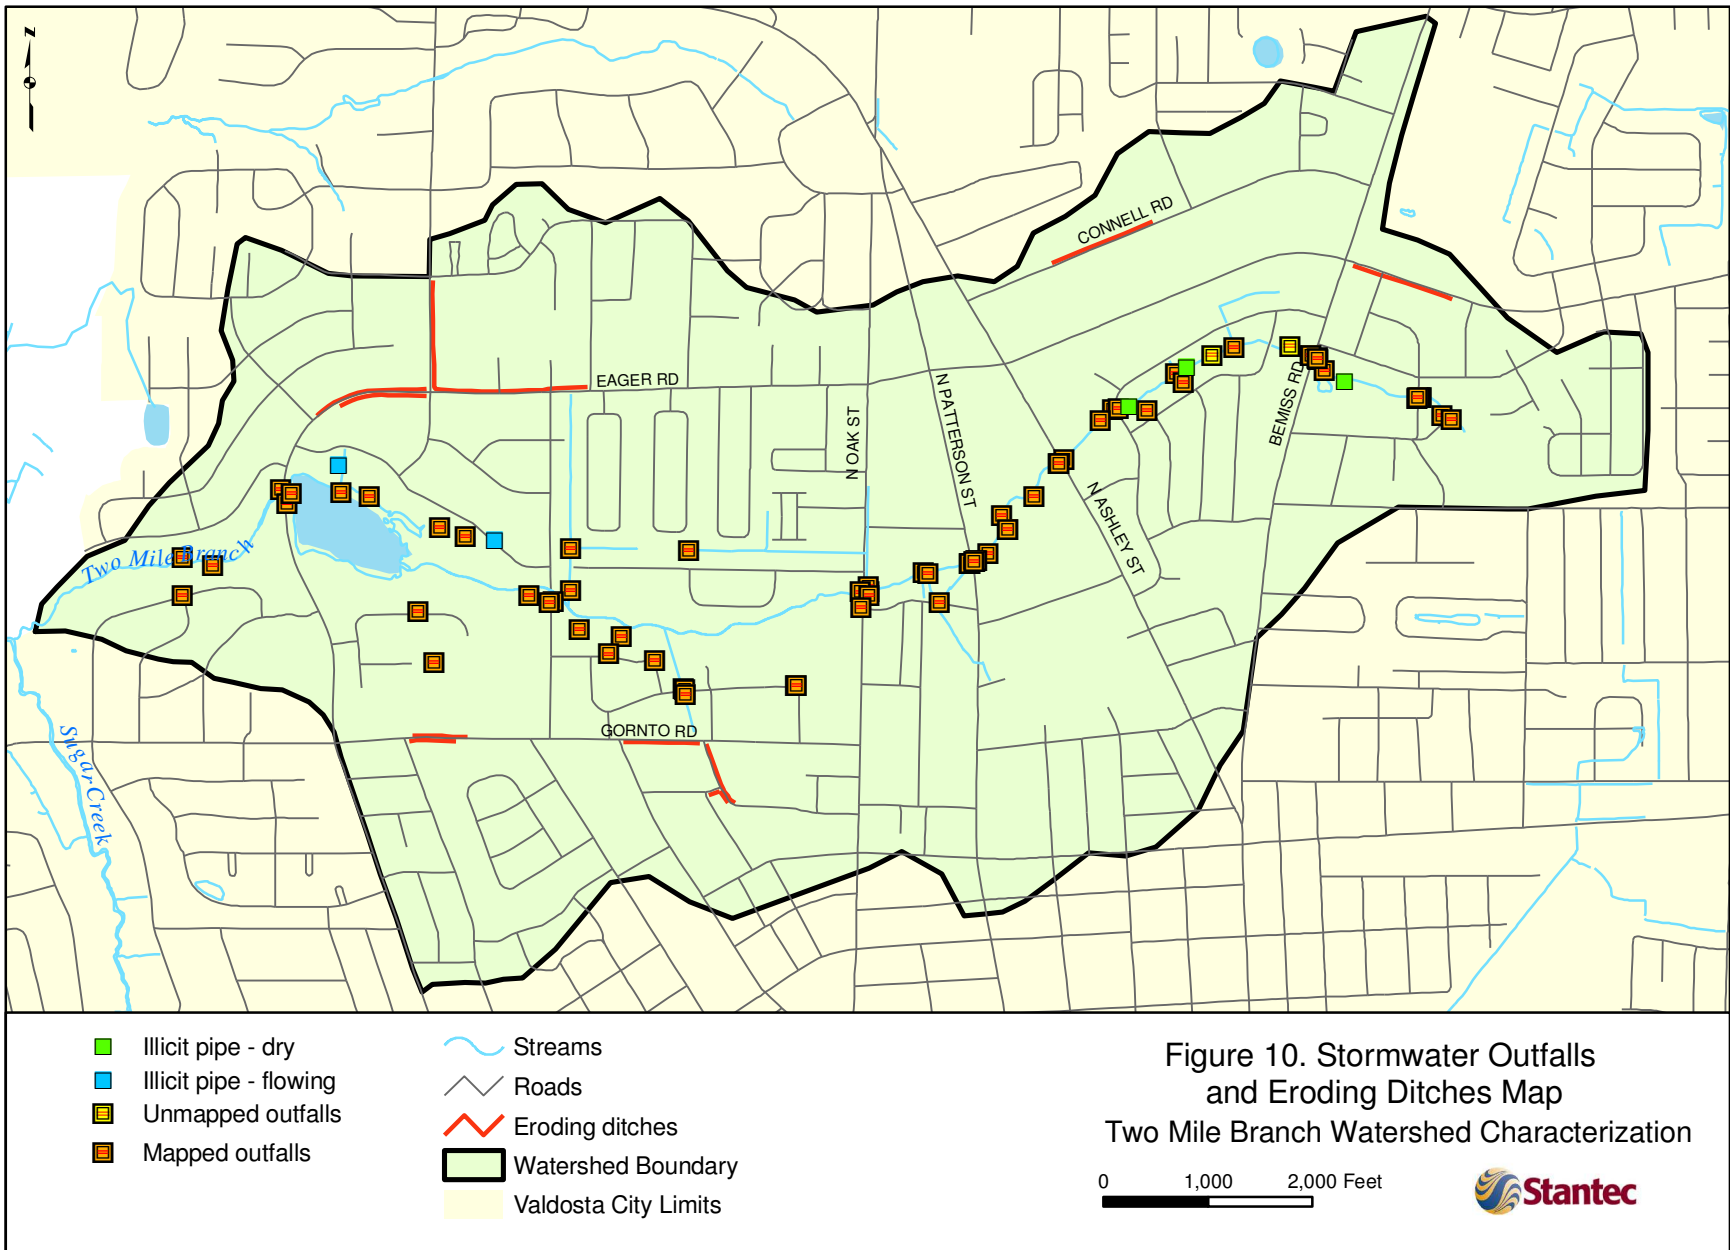 N
CONNELL RD
EAGER RD
N OAK ST
N PATTERSON ST
BEMISS RD
N ASHLEY ST
Two Mile Branch
GORNTO RD
Sugar Creek
Illicit pipe - dry
Illicit pipe - flowing
Unmapped outfalls
Mapped outfalls
Streams
Roads
Eroding ditches
Watershed Boundary
Valdosta City Limits
Figure 10. Stormwater Outfalls
and Eroding Ditches Map
Two Mile Branch Watershed Characterization
0 1,000 2,000 Feet
Stantec